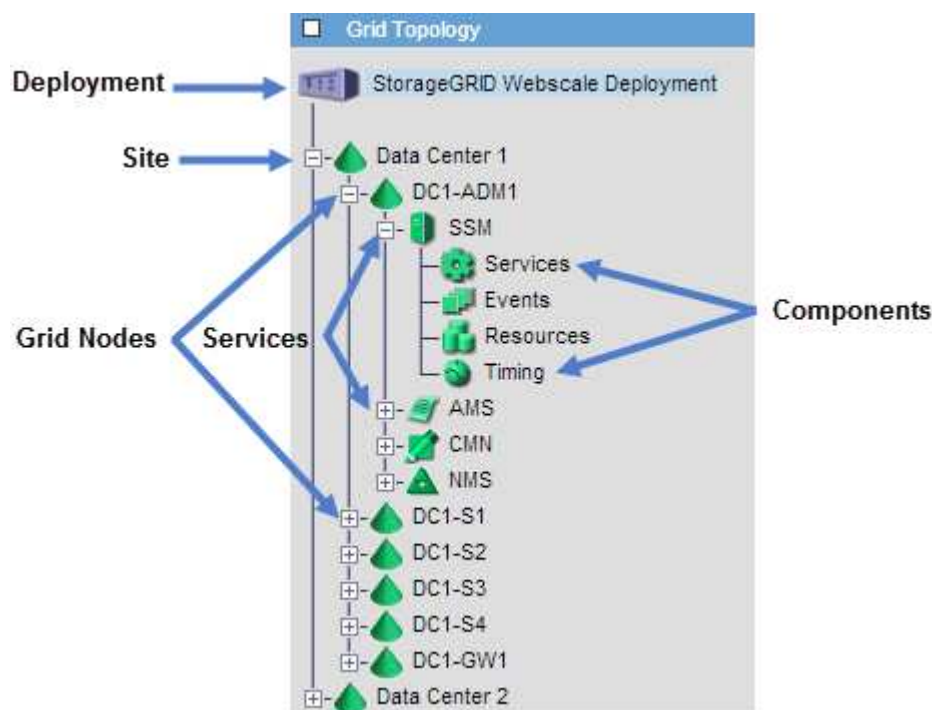 Grid Topology
Deployment
StorageGRID Webscale Deployment
Site
Data Center 1
DC1-ADM1
SSM
Services
Events
Components
Grid Nodes
Services
Resources
Timing
AMS
CMN
NMS
DC1-S1
DC1-S2
DC1-S3
DC1-S4
DC1-GW1
Data Center 2